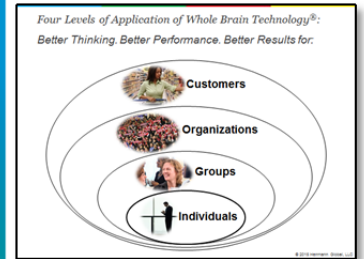 Four Levels of Application of Whole Brain Technology®:
Better Thinking. Better Performance. Better Results for:
Customers
Organizations
Groups
Individuals